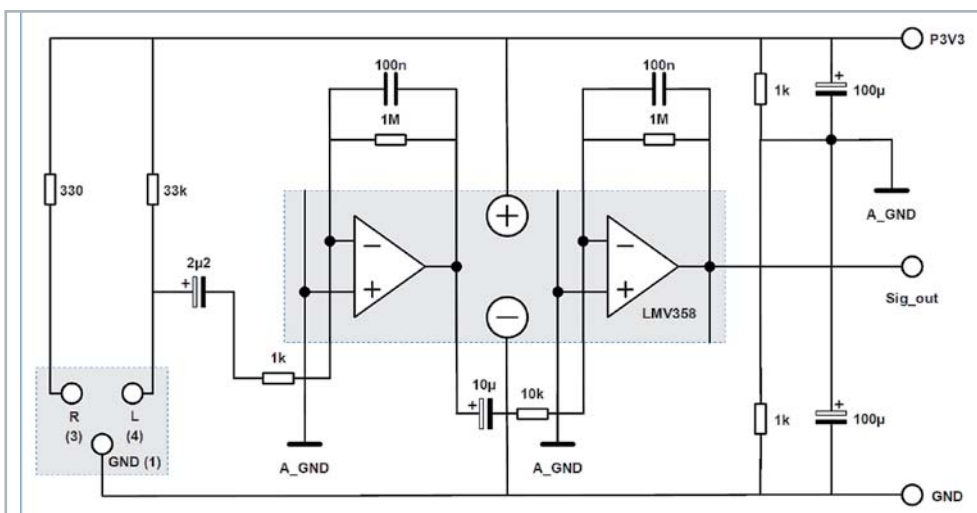 P3V3
100n
100n
1M
1M
1k
100µ
330
33k
A_GND
2µ2
Sig_out
LMV358
1k
10µ
10k
R
L
(3)
(4)
1k
100µ
GND (1)
A_GND
A_GND
GND